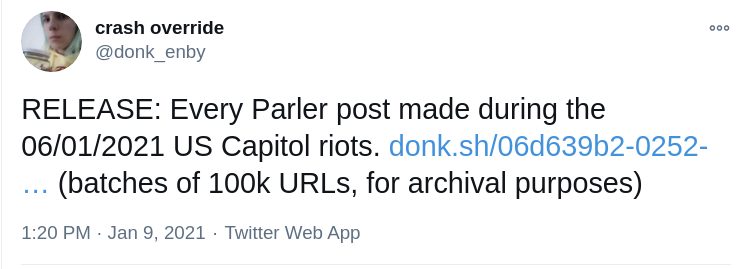 crash override
@donk_enby
RELEASE: Every Parler post made during the
06/01/2021 US Capitol riots. donk.sh/06d639b2-0252-
… (batches of 100k URLs, for archival purposes)
1:20 PM · Jan 9, 2021 · Twitter Web App